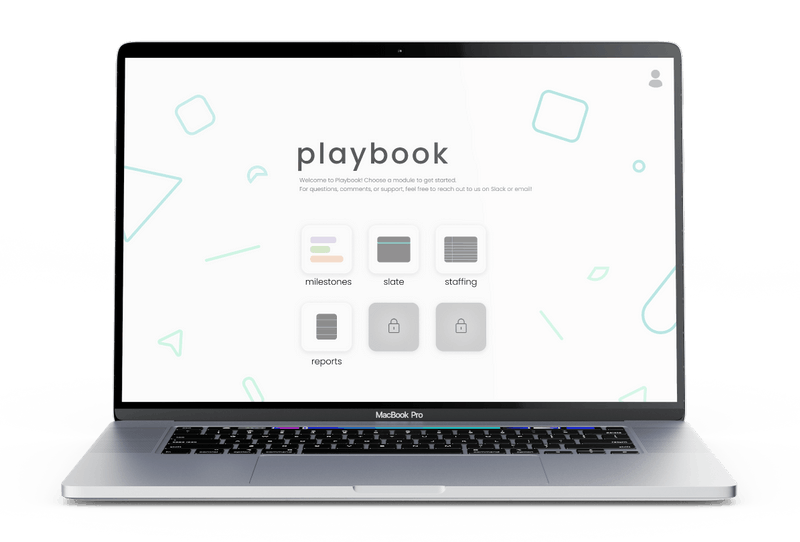 playbook
Welcome to Playbook! Choose a module to get started.
For questions, comments, or support, feel free to reach out to us on Slack or email!
milestones
slate
staffing
reports
MacBook Pro